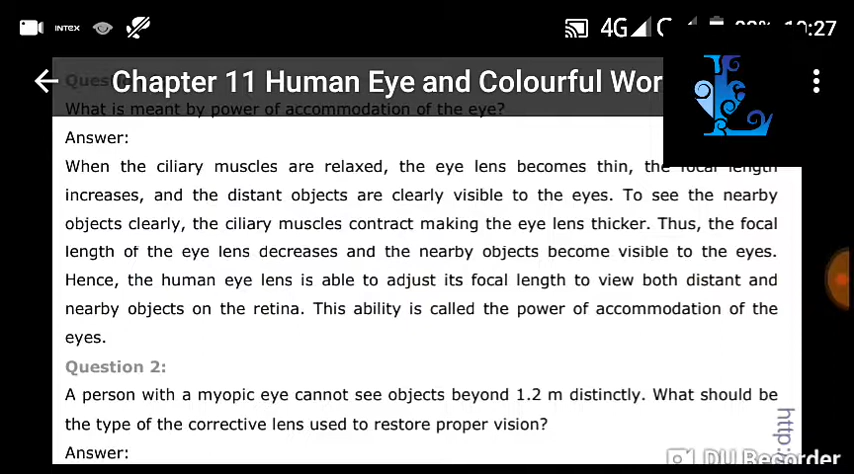 INTEX 4G :27
Chapter 11 Human Eye and Colourful Wor
What is meant by power of accommodation of the eye?
Answer:
When the ciliary muscles are relaxed, the eye lens becomes thin, the focal length
increases, and the distant objects are clearly visible to the eyes. To see the nearby
objects clearly, the ciliary muscles contract making the eye lens thicker. Thus, the focal
length of the eye lens decreases and the nearby objects become visible to the eyes.
Hence, the human eye lens is able to adjust its focal length to view both distant and
nearby objects on the retina. This ability is called the power of accommodation of the
eyes.
Question 2:
A person with a myopic eye cannot see objects beyond 1.2 m distinctly. What should be
the type of the corrective lens used to restore proper vision?
http:
Answer:
DU Recorder